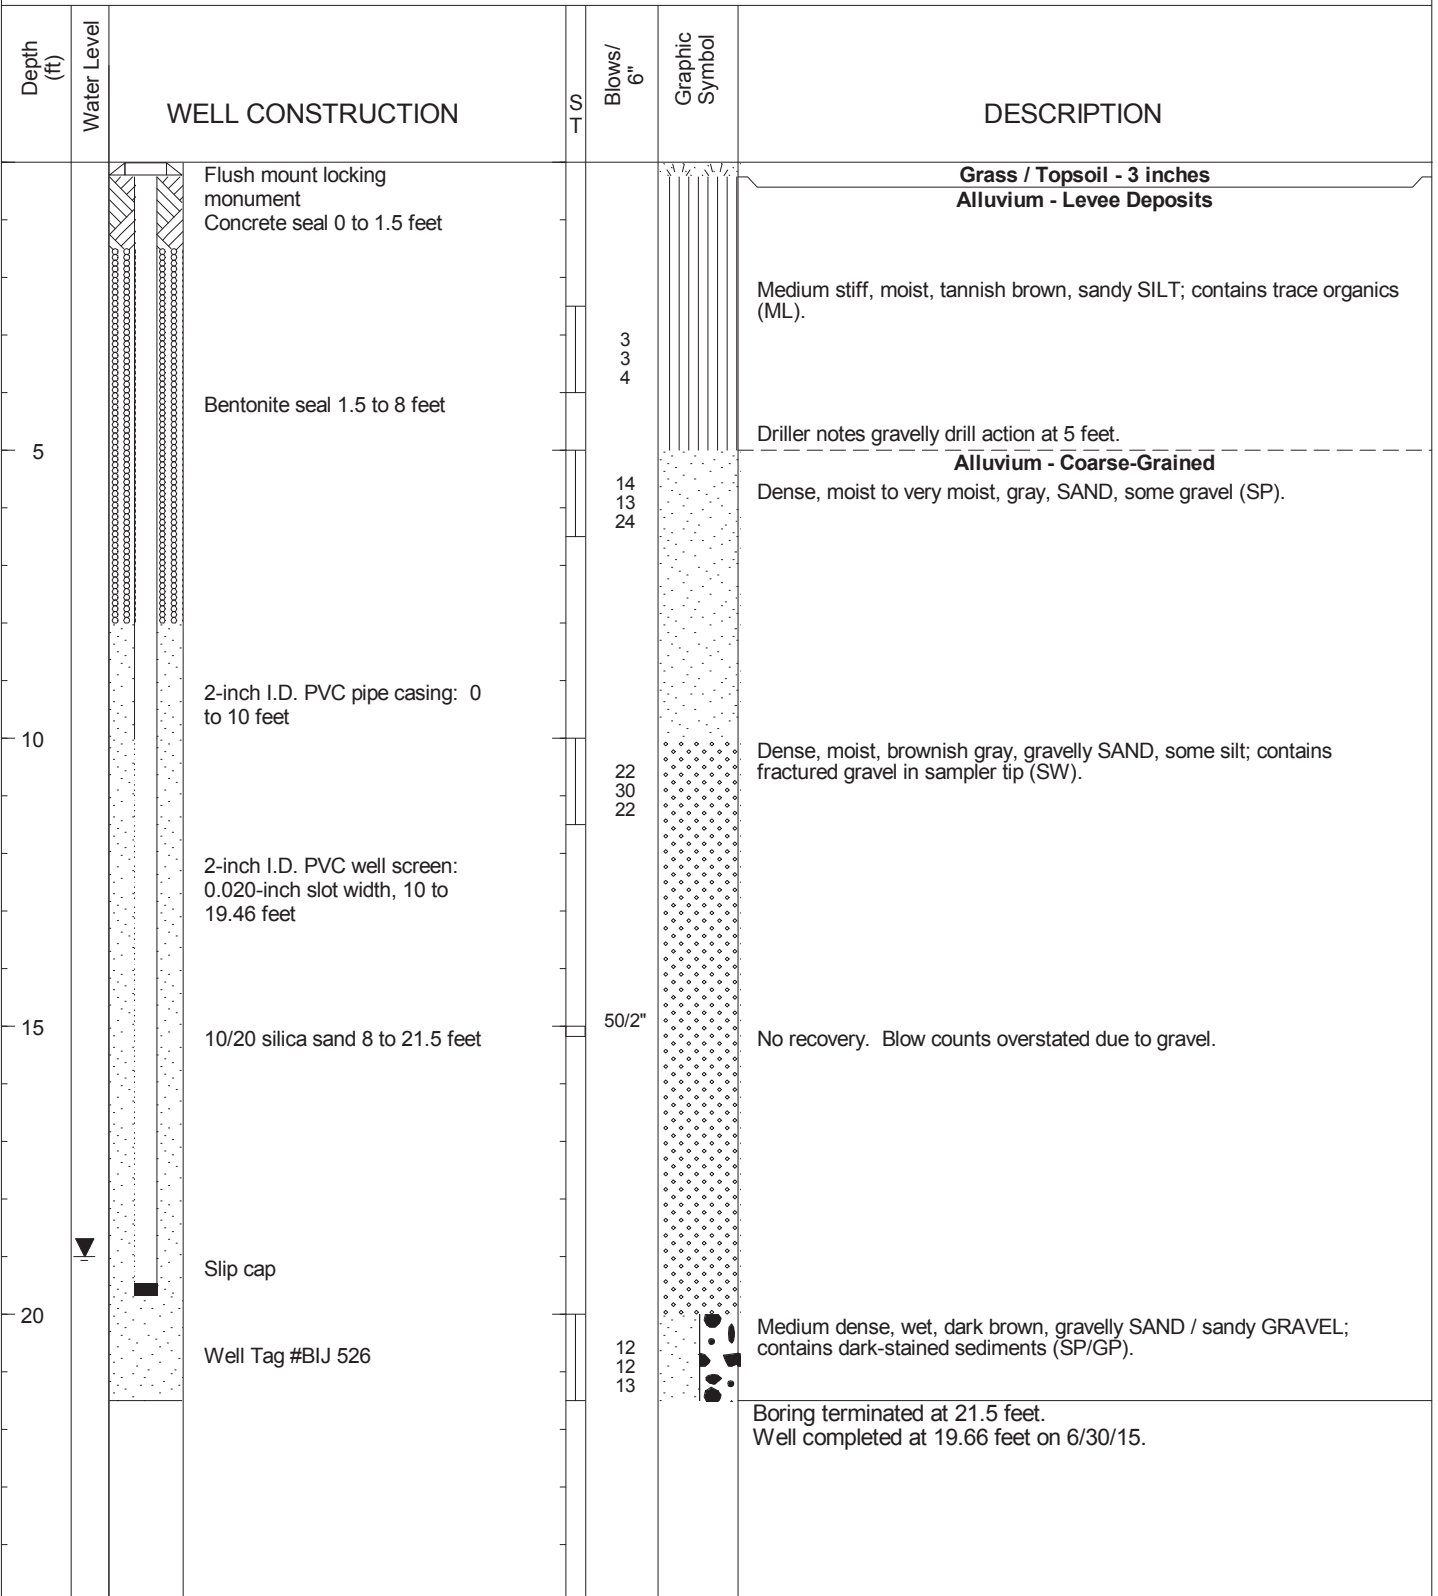 Depth
(ft)
Water Level
WELL CONSTRUCTION
S
T
Blows/
6"
Graphic
Symbol
DESCRIPTION
Flush mount locking
monument
Concrete seal 0 to 1.5 feet
Grass / Topsoil - 3 inches
Alluvium - Levee Deposits
Medium stiff, moist, tannish brown, sandy SILT; contains trace organics
(ML).
3
3
4
Bentonite seal 1.5 to 8 feet
Driller notes gravelly drill action at 5 feet.
5
Alluvium - Coarse-Grained
14
13
24
Dense, moist to very moist, gray, SAND, some gravel (SP).
2-inch I.D. PVC pipe casing: 0
to 10 feet
10
22
30
22
Dense, moist, brownish gray, gravelly SAND, some silt; contains
fractured gravel in sampler tip (SW).
2-inch I.D. PVC well screen:
0.020-inch slot width, 10 to
19.46 feet
15
10/20 silica sand 8 to 21.5 feet
50/2"
No recovery. Blow counts overstated due to gravel.
Slip cap
20
Well Tag #BIJ 526
12
12
13
Medium dense, wet, dark brown, gravelly SAND / sandy GRAVEL;
contains dark-stained sediments (SP/GP).
Boring terminated at 21.5 feet.
Well completed at 19.66 feet on 6/30/15.